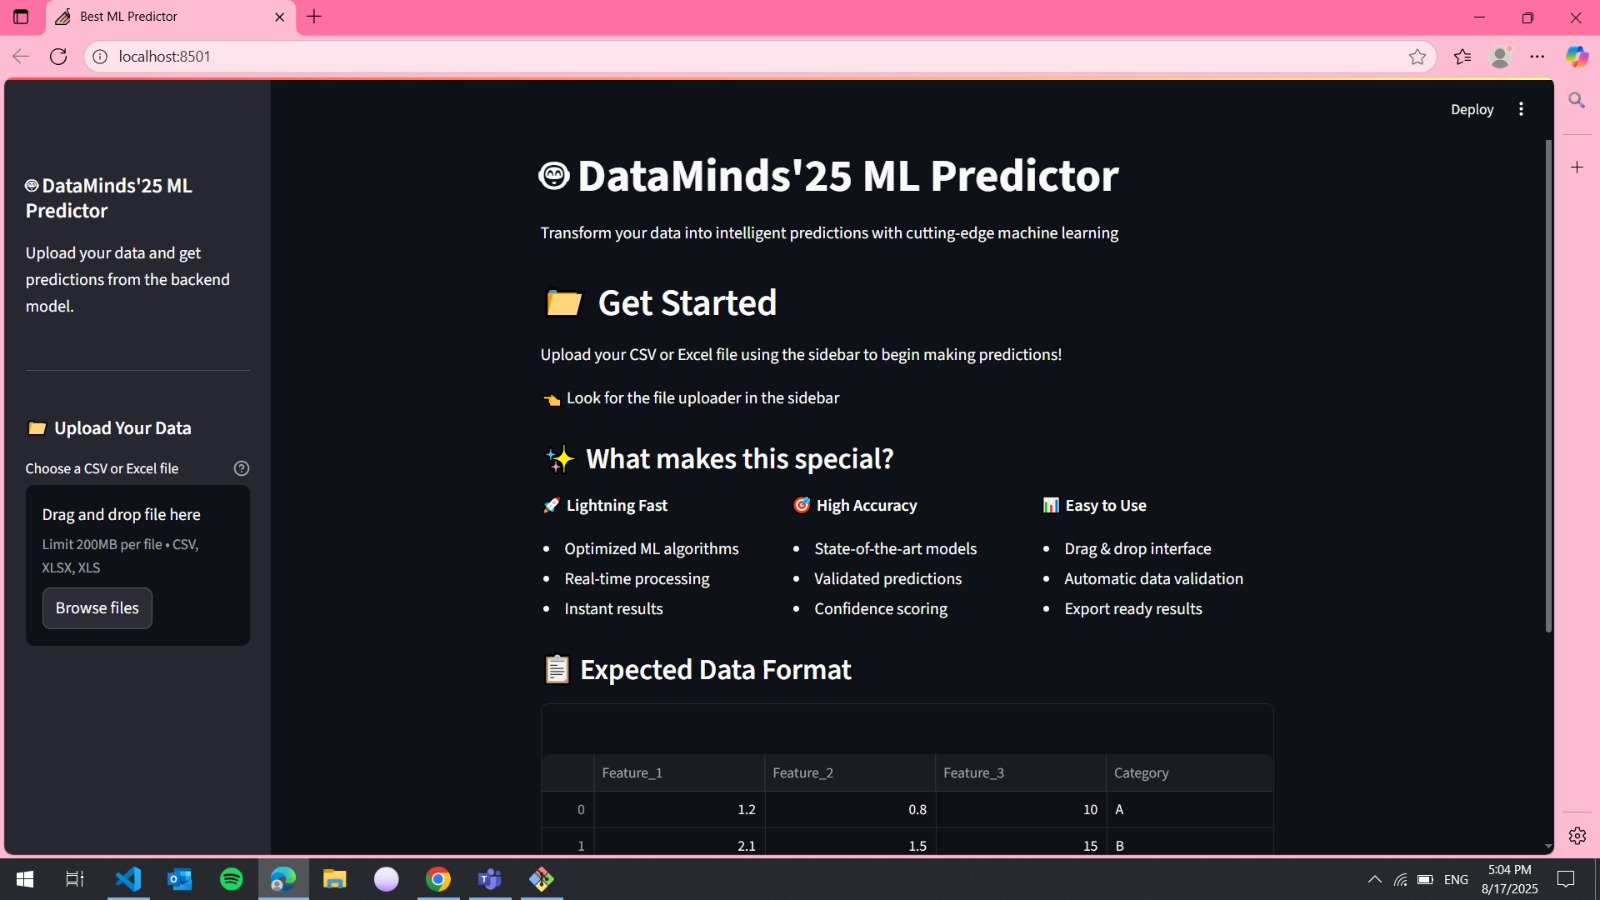 Best ML Predictor
localhost:8501
Deploy
DataMinds'25 ML
Predictor
Upload your data and get
predictions from the backend
model.
Upload Your Data
Choose a CSV or Excel file
Drag and drop file here
Limit 200MB per file • CSV,
XLSX, XLS
Browse files
DataMinds'25 ML Predictor
Transform your data into intelligent predictions with cutting-edge machine learning
Get Started
Upload your CSV or Excel file using the sidebar to begin making predictions!
Look for the file uploader in the sidebar
What makes this special?
Lightning Fast
• Optimized ML algorithms
• Real-time processing
• Instant results
High Accuracy
• State-of-the-art models
• Validated predictions
• Confidence scoring
Easy to Use
• Drag & drop interface
• Automatic data validation
• Export ready results
Expected Data Format
Feature_1 Feature_2 Feature_3 Category
0 1.2 0.8 10 A
1 2.1 1.5 15 B
ENG
5:04 PM
8/17/2025